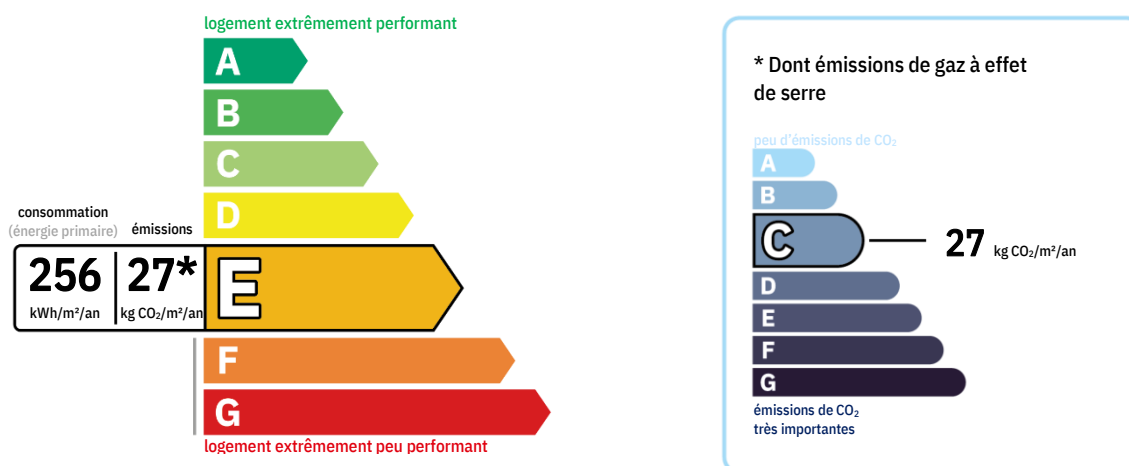 logement extrêmement performant
A
B
C
D
consommation
(énergie primaire)
émissions
256
27*
kWh/m²/an
kg CO₂/m²/an
E
F
G
logement extrêmement peu performant
* Dont émissions de gaz à effet
de serre
peu d'émissions de CO₂
A
B
C
27 kg CO₂/m²/an
D
E
F
G
émissions de CO₂
très importantes